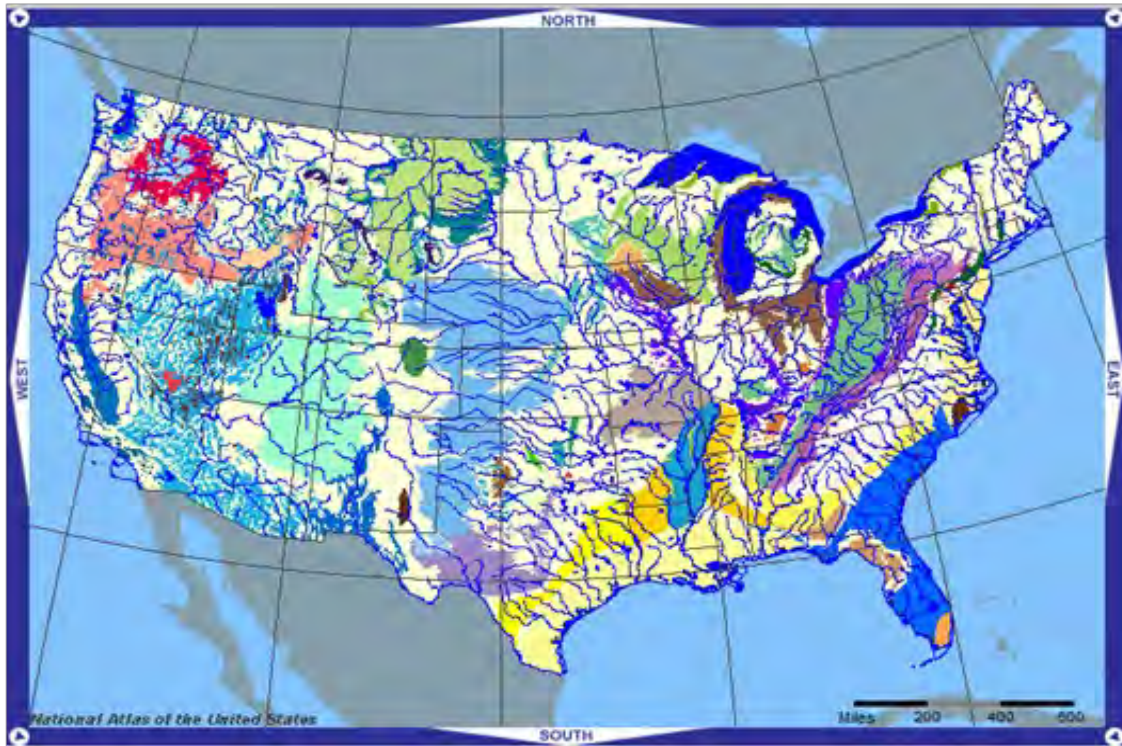 NORTH
WEST
EAST
National Atlas of the United States
Miles 200 400 600
SOUTH